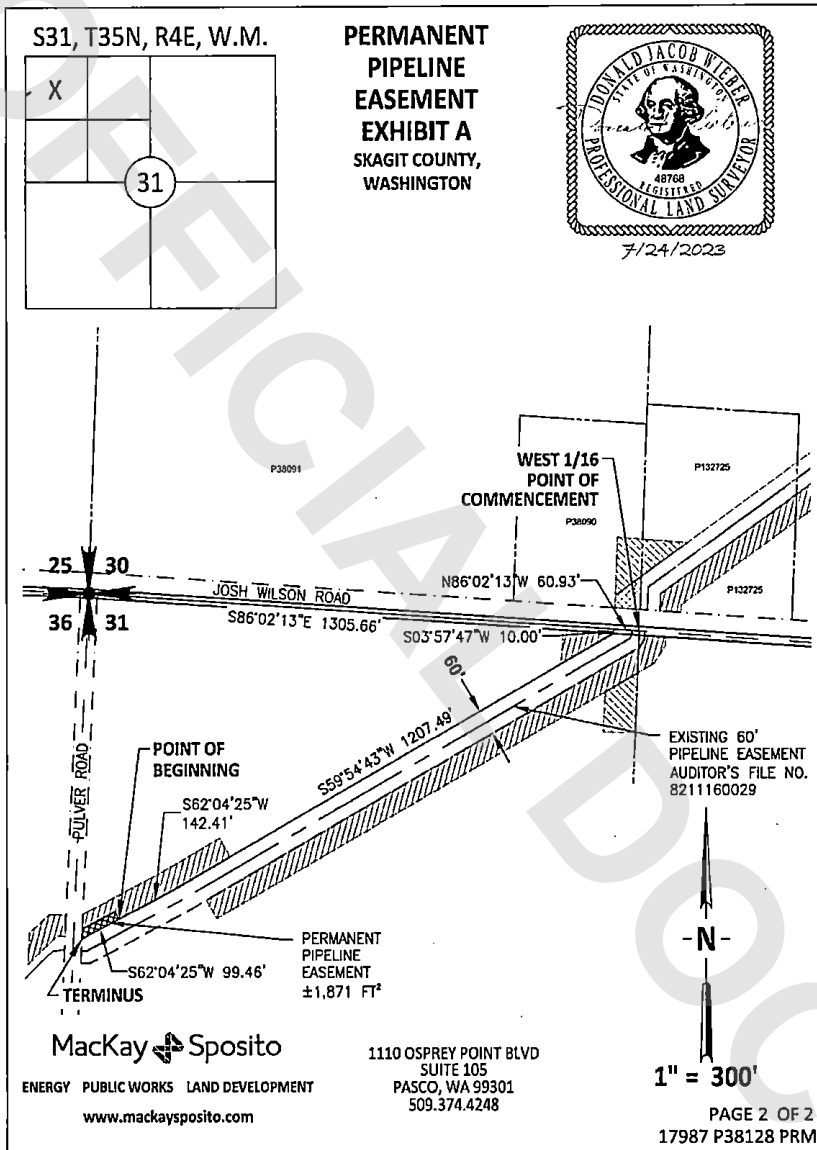 S31, T35N, R4E, W.M.
X
31
PERMANENT
PIPELINE
EASEMENT
EXHIBIT A
SKAGIT COUNTY,
WASHINGTON
DONALD JACOB WIEBER
STATE OF WASHINGTON
48768
REGISTERED
PROFESSIONAL LAND SURVEYOR
7/24/2023
P38091
WEST 1/16
POINT OF
COMMENCEMENT
P132725
P38090
25 30
36 31
JOSH WILSON ROAD
N86°02'13"W 60.93'
P132725
S86°02'13"E 1305.66'
S03°57'47"W 10.00'
60'
S59°54'43"W 1207.49'
PULVER ROAD
POINT OF
BEGINNING
S62°04'25"W
142.41'
EXISTING 60'
PIPELINE EASEMENT
AUDITOR'S FILE NO.
8211160029
PERMANENT
PIPELINE
EASEMENT
±1,871 FT²
S62°04'25"W 99.46'
TERMINUS
-N-
1" = 300'
MacKay Sposito
ENERGY PUBLIC WORKS LAND DEVELOPMENT
www.mackaysposito.com
1110 OSPREY POINT BLVD
SUITE 105
PASCO, WA 99301
509.374.4248
PAGE 2 OF 2
17987 P38128 PRM
OFFICIAL DOC